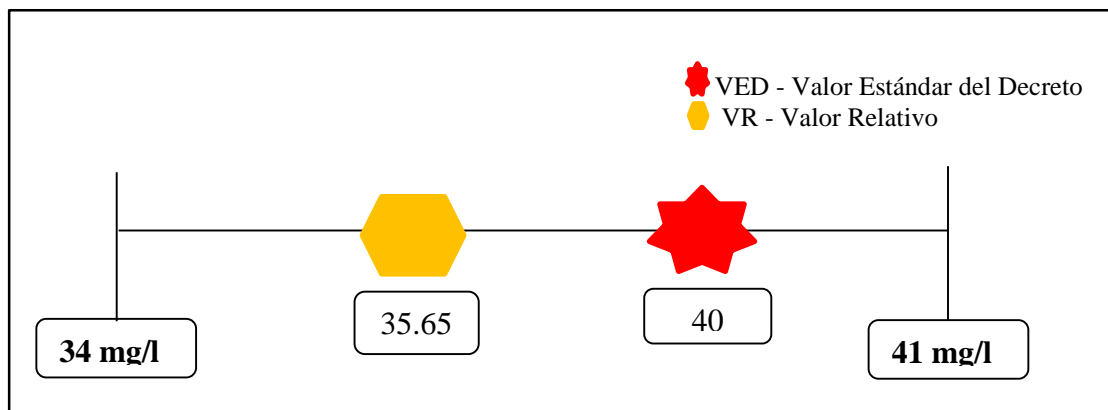 VED - Valor Estándar del Decreto
VR - Valor Relativo
35.65
40
34 mg/l
41 mg/l